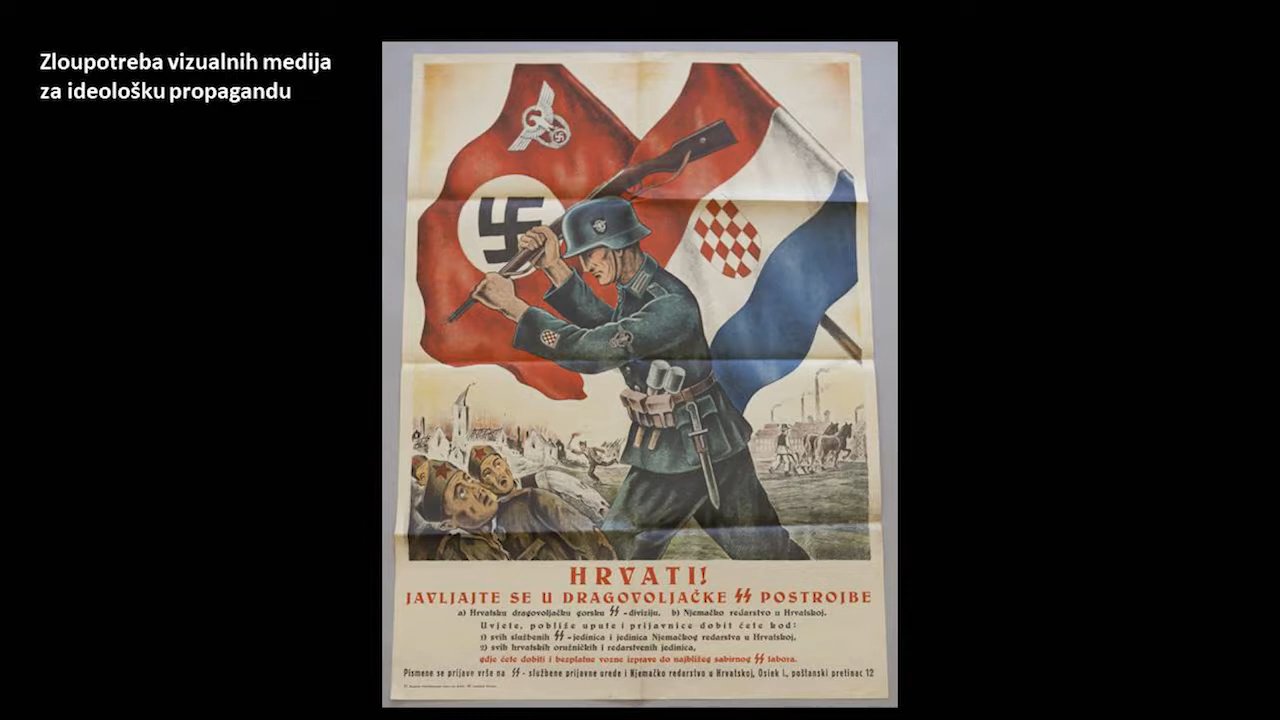 Zloupotreba vizualnih medija
za ideološku propagandu
HRVATI!
JAVLJAJTE SE U DRAGOVOLJAČKE SS POSTROJBE
a) Hrvatsku dragovoljačku gorsku SS-diviziju, b) Njemačko redarstvo u Hrvatskoj.
Uvjete, pobliže upute i prijavnice dobit ćete kod:
1) svih službenih SS-jedinica i jedinica Njemačkog redarstva u Hrvatskoj,
2) svih hrvatskih oružničkih i redarstvenih jedinica,
gdje ćete dobiti i bezplatne vozne izprave do najbližeg sabirnog SS tabora.
Pismene se prijave vrše na SS - službene prijavne urede i Njemačko redarstvo u Hrvatskoj, Osiek I., poštanski pretinac 12